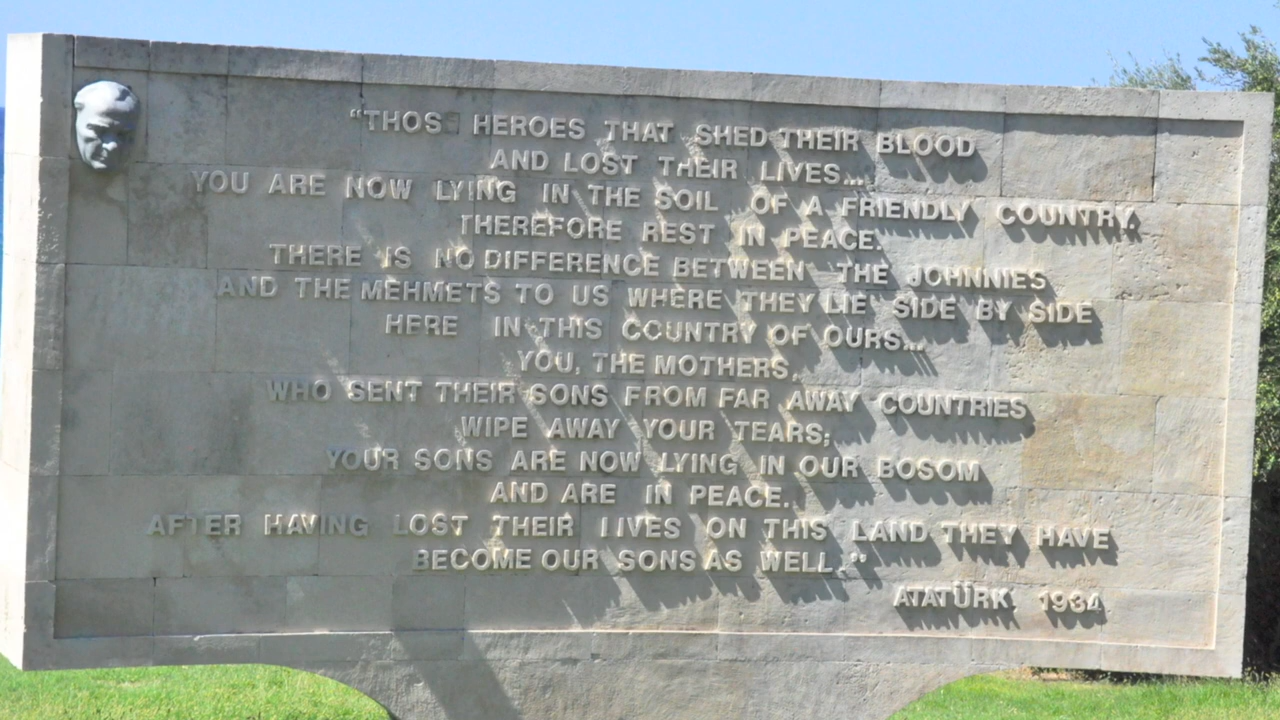 “THOS HEROES THAT SHED THEIR BLOOD
AND LOST THEIR LIVES...
YOU ARE NOW LYING IN THE SOIL OF A FRIENDLY COUNTRY.
THEREFORE REST IN PEACE.
THERE IS NO DIFFERENCE BETWEEN THE JOHNNIES
AND THE MEHMETS TO US WHERE THEY LIE SIDE BY SIDE
HERE IN THIS COUNTRY OF OURS...
YOU, THE MOTHERS,
WHO SENT THEIR SONS FROM FAR AWAY COUNTRIES
WIPE AWAY YOUR TEARS;
YOUR SONS ARE NOW LYING IN OUR BOSOM
AND ARE IN PEACE.
AFTER HAVING LOST THEIR LIVES ON THIS LAND THEY HAVE
BECOME OUR SONS AS WELL.”
ATATÜRK 1934